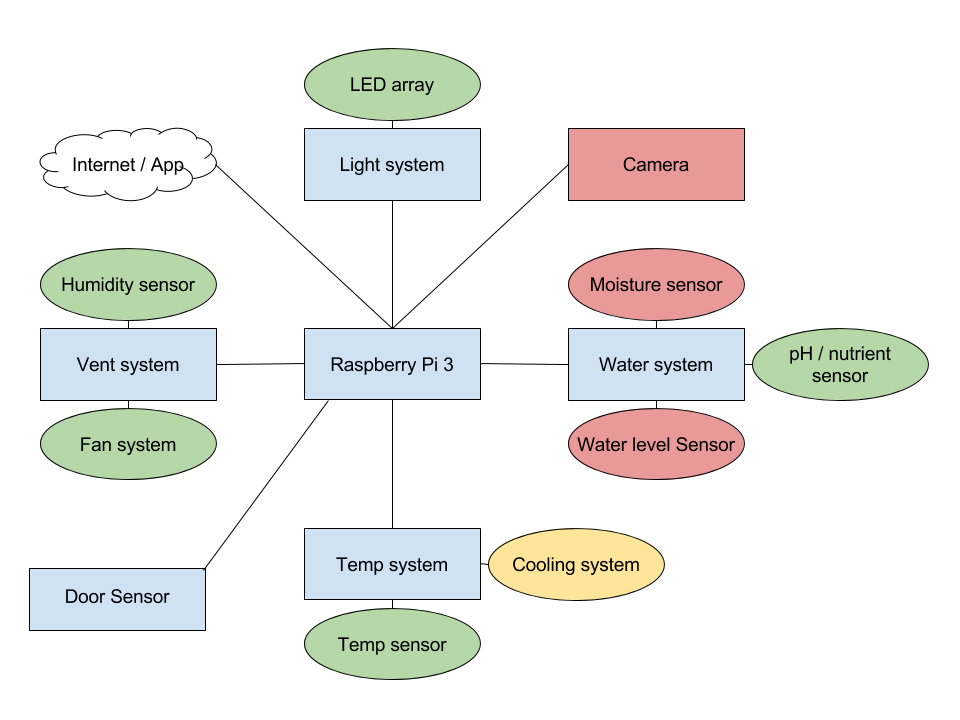 LED array
Internet / App
Light system
Camera
Humidity sensor
Moisture sensor
Vent system
Raspberry Pi 3
Water system
pH / nutrient
sensor
Fan system
Water level Sensor
Temp system
Cooling system
Door Sensor
Temp sensor